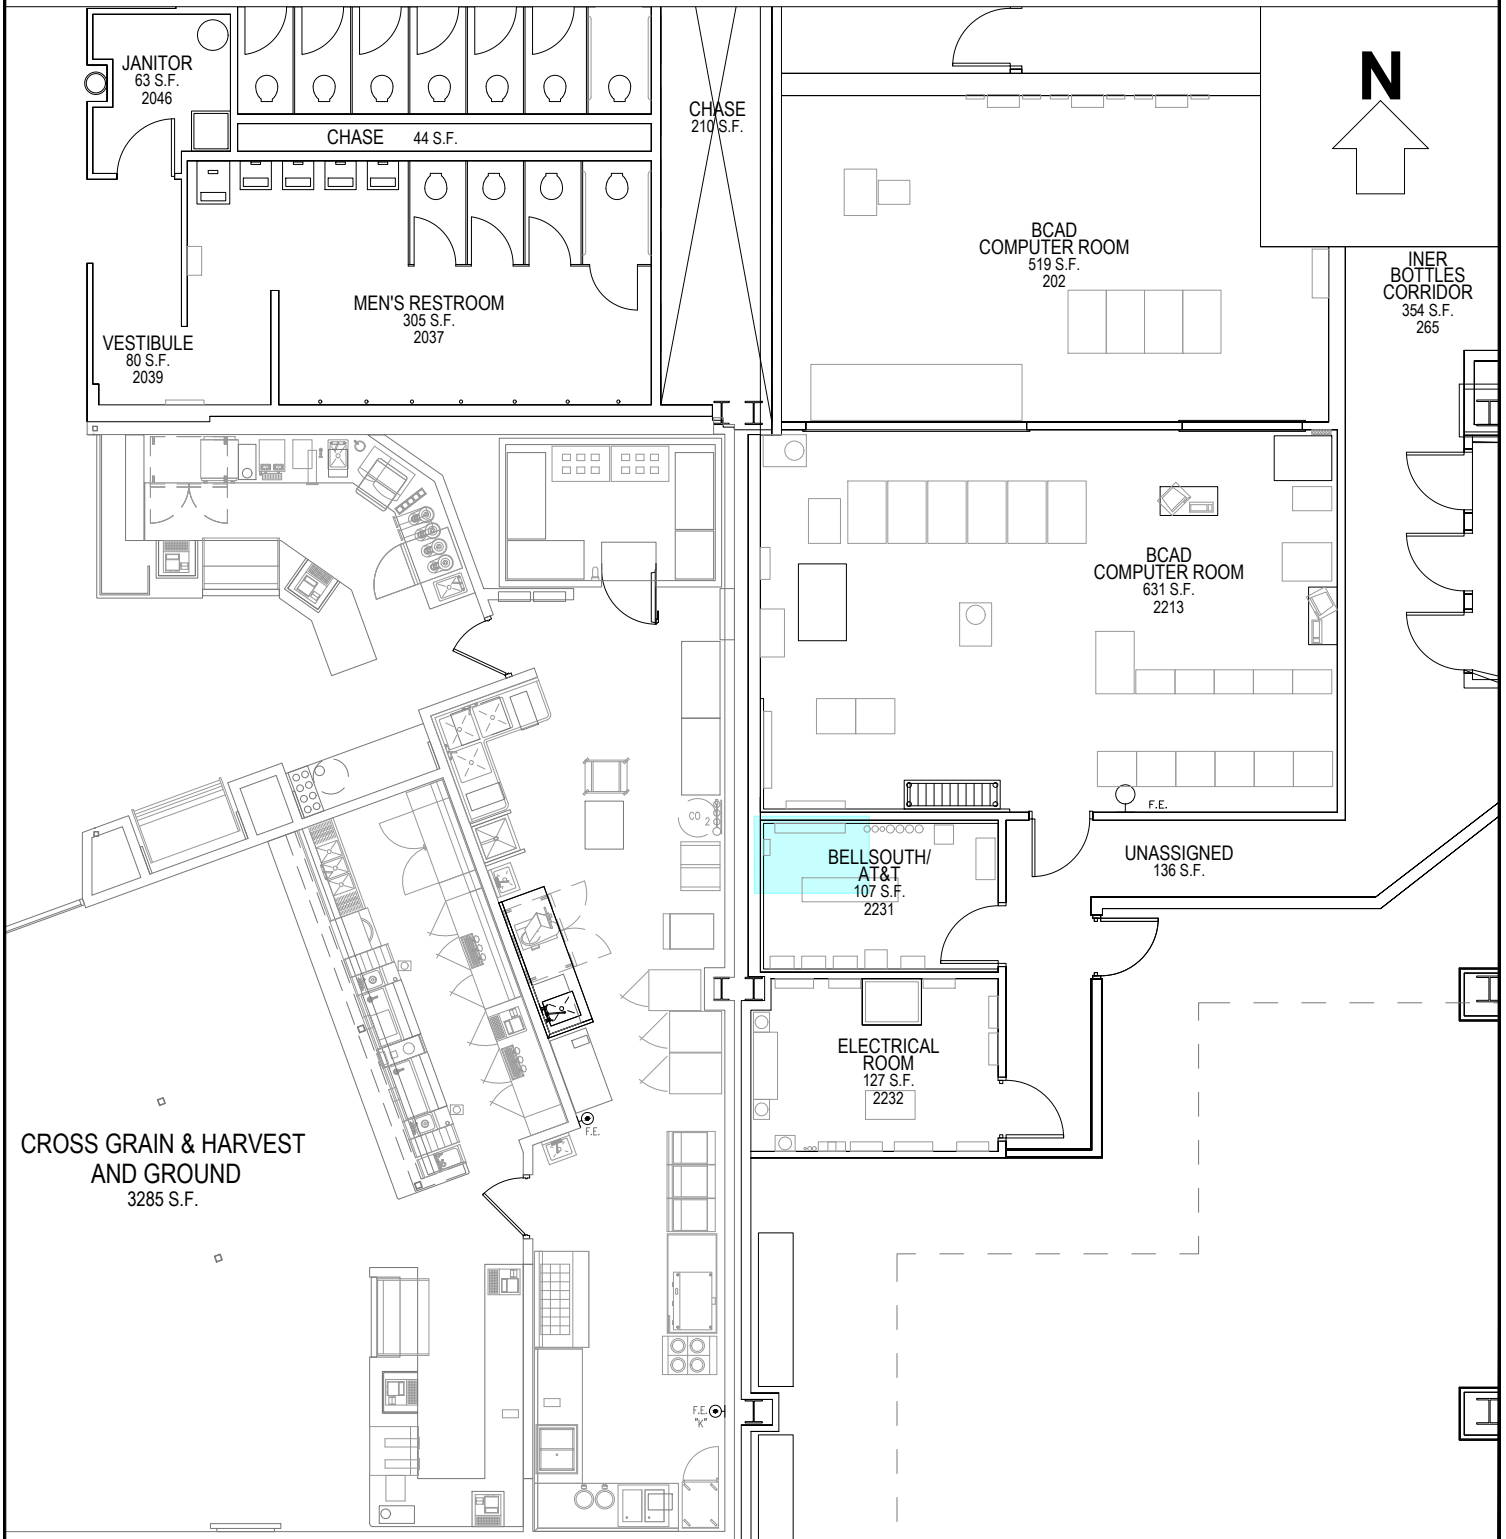 JANITOR
63 S.F.
2046
CHASE 44 S.F.
CHASE
210 S.F.
N
BCAD
COMPUTER ROOM
519 S.F.
202
INER
BOTTLES
CORRIDOR
354 S.F.
265
MEN'S RESTROOM
305 S.F.
2037
VESTIBULE
80 S.F.
2039
BCAD
COMPUTER ROOM
631 S.F.
2213
F.E.
CO
2
BELLSOUTH/
AT&T
107 S.F.
2231
UNASSIGNED
136 S.F.
ELECTRICAL
ROOM
127 S.F.
2232
F.E.
CROSS GRAIN & HARVEST
AND GROUND
3285 S.F.
F.E.
"K"